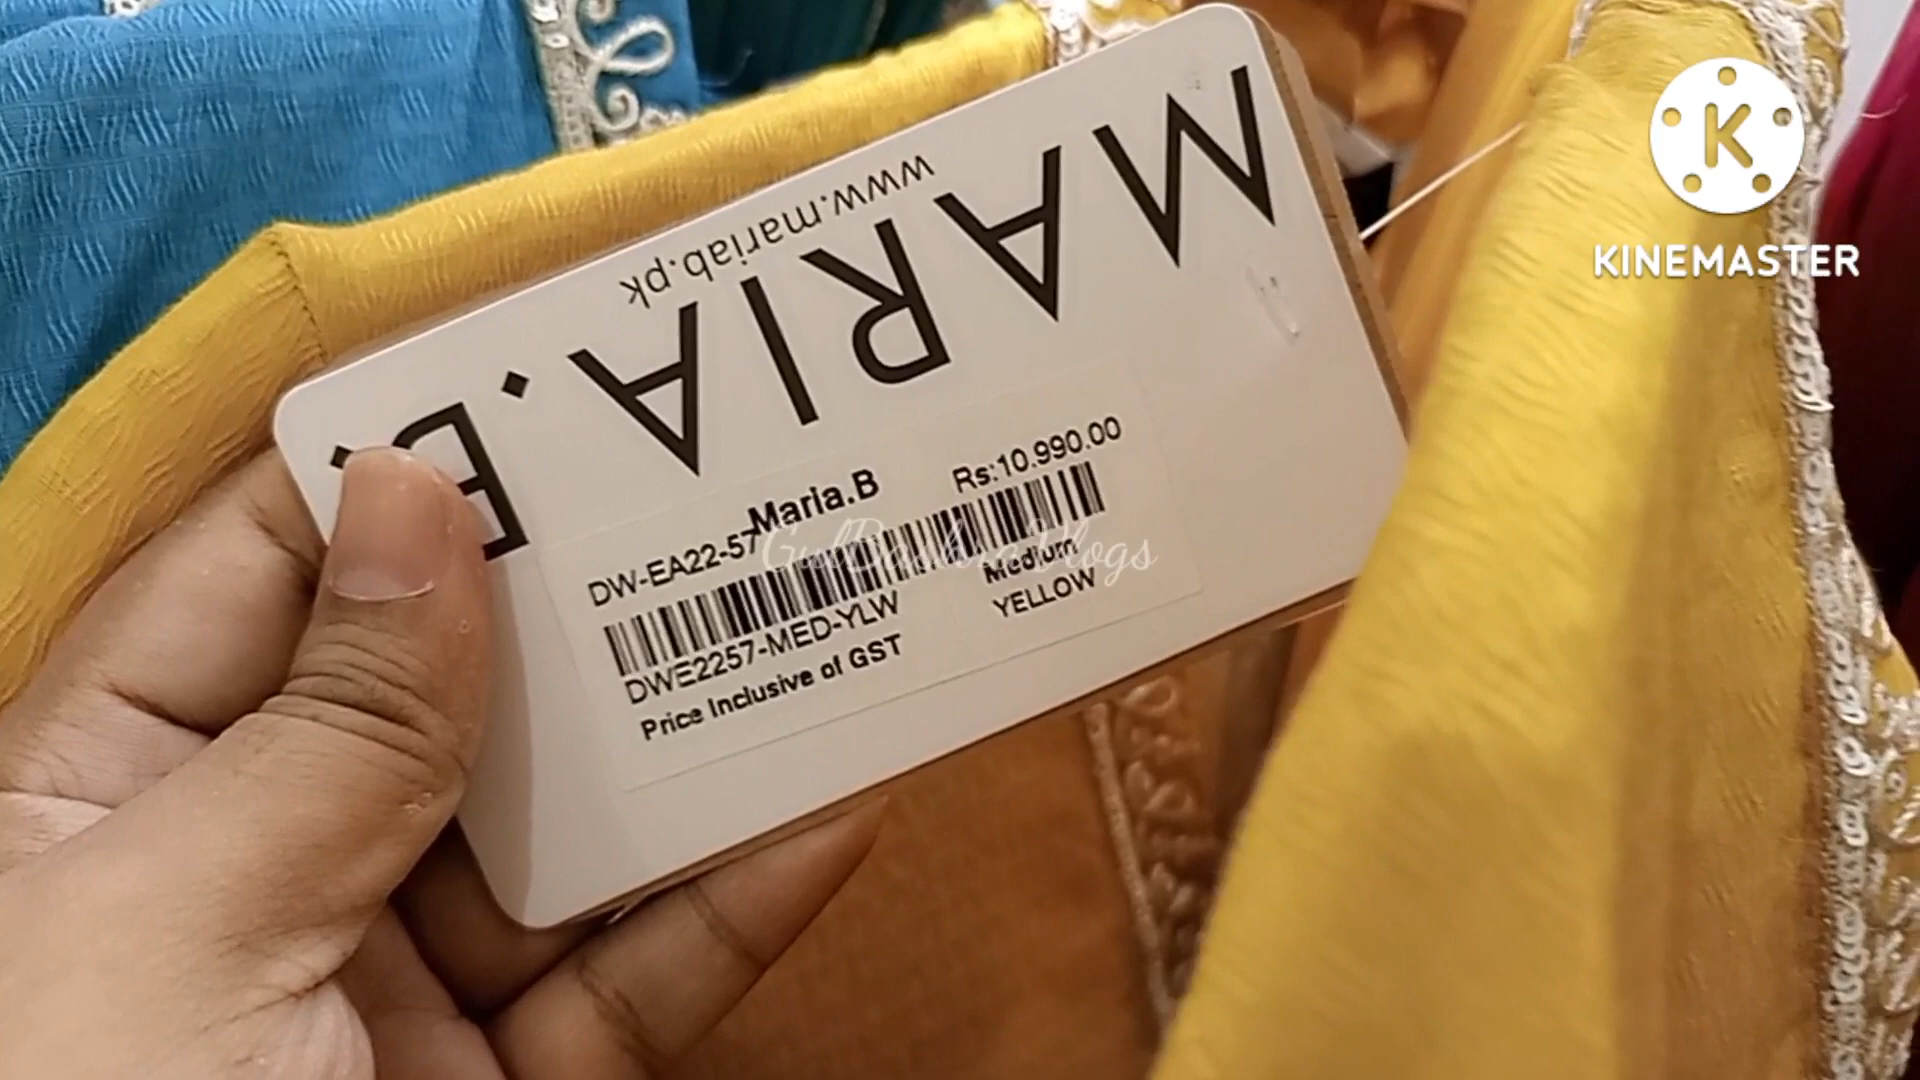 MARIA.B.
www.mariab.pk
Maria.B
Rs:10.990.00
DW-EA22-57
Medium
DWE2257-MED-YLW
YELLOW
Price Inclusive of GST
GulBashraVlogs
K
KINEMASTER